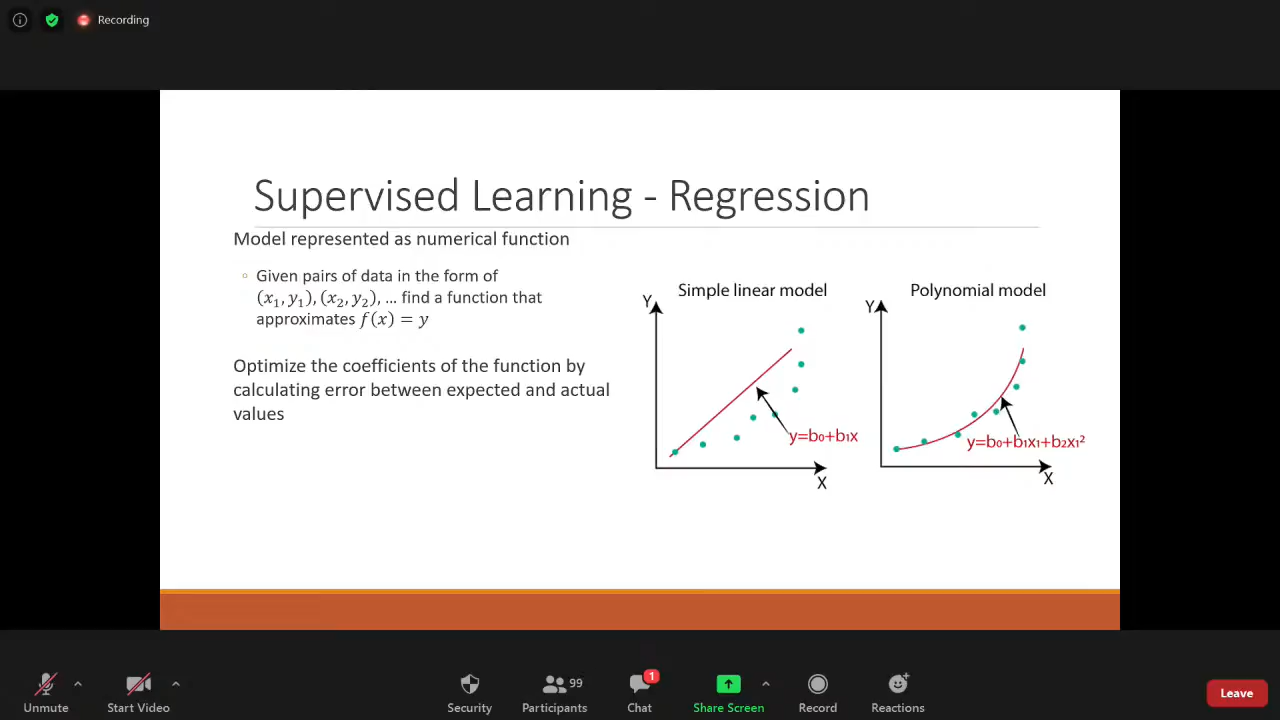 Recording
Supervised Learning - Regression
Model represented as numerical function
Given pairs of data in the form of
(x₁, y₁), (x₂, y₂), … find a function that
approximates f(x) = y
Optimize the coefficients of the function by
calculating error between expected and actual
values
Simple linear model
Y
y=b₀+b₁x
X
Polynomial model
Y
y=b₀+b₁x₁+b₂x₁²
X
Unmute
Start Video
Security
99
Participants
1
Chat
Share Screen
Record
Reactions
Leave